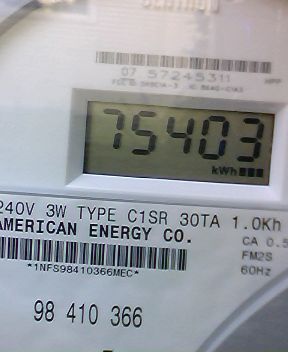 07 57245311
75403
kWh
240V 3W TYPE C1SR 30TA 1.0Kh
AMERICAN ENERGY CO.
CA 0.5
*1NFS98410366MEC*
FM2S
60Hz
98 410 366